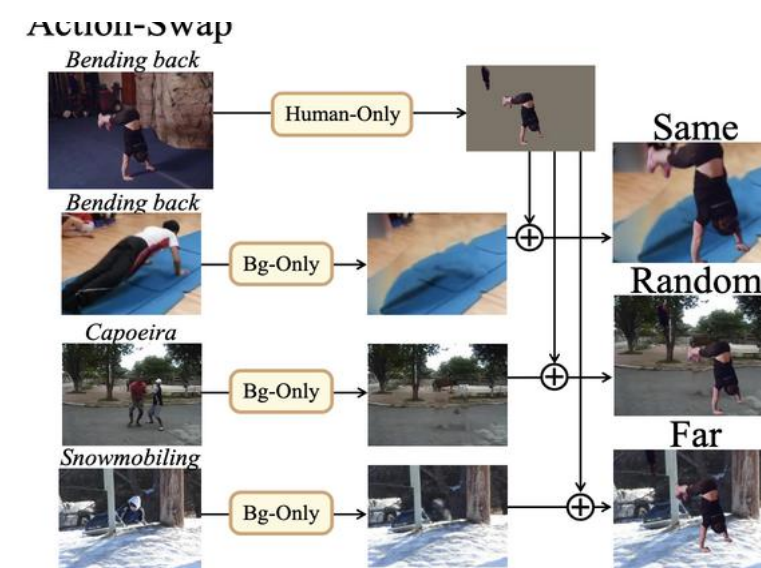 Action-Swap
Bending back
Human-Only
Same
Bending back
Bg-Only
Random
Capoeira
Bg-Only
Far
Snowmobiling
Bg-Only